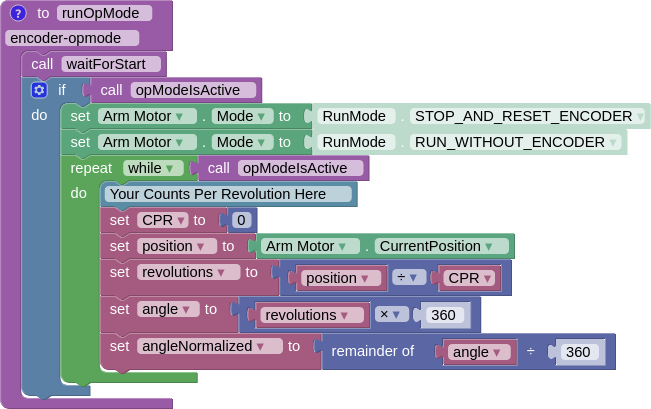 ? to runOpMode
encoder-opmode
call waitForStart
if call opModeIsActive
do set Arm Motor ▾ . Mode ▾ to RunMode . STOP_AND_RESET_ENCODER ▾
set Arm Motor ▾ . Mode ▾ to RunMode . RUN_WITHOUT_ENCODER ▾
repeat while ▾ call opModeIsActive
do Your Counts Per Revolution Here
set CPR ▾ to 0
set position ▾ to Arm Motor ▾ . CurrentPosition ▾
set revolutions ▾ to position ▾ ÷ ▾ CPR ▾
set angle ▾ to revolutions ▾ × ▾ 360
set angleNormalized ▾ to remainder of angle ▾ ÷ 360